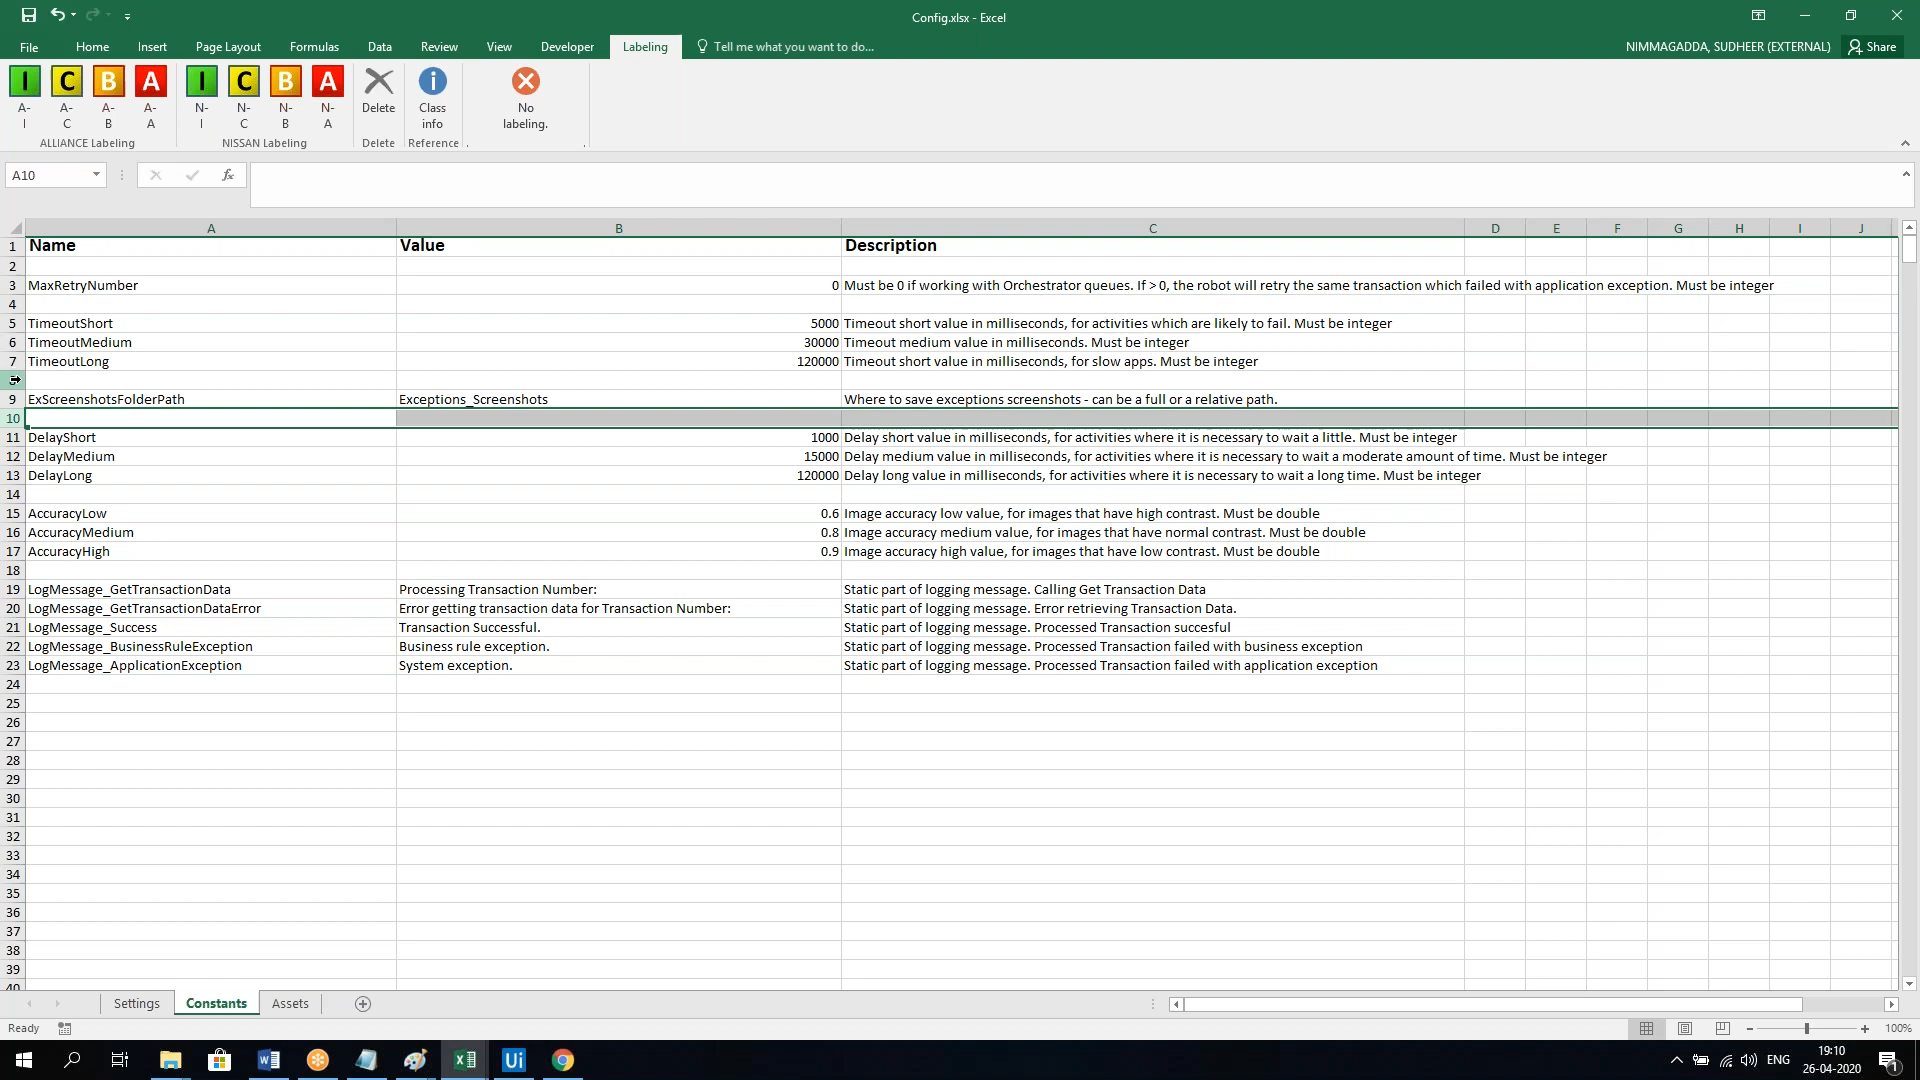 Config.xlsx - Excel
File Home Insert Page Layout Formulas Data Review View Developer Labeling Tell me what you want to do... NIMMAGADDA, SUDHEER (EXTERNAL) Share
I C B A I C B A i
A-I A-C A-B A-A N-I N-C N-B N-A Delete Class info No labeling.
ALLIANCE Labeling NISSAN Labeling Delete Reference
A10 fx
A B C D E F G H I J
1 Name Value Description
2
3 MaxRetryNumber 0 Must be 0 if working with Orchestrator queues. If > 0, the robot will retry the same transaction which failed with application exception. Must be integer
4
5 TimeoutShort 5000 Timeout short value in milliseconds, for activities which are likely to fail. Must be integer
6 TimeoutMedium 30000 Timeout medium value in milliseconds. Must be integer
7 TimeoutLong 120000 Timeout short value in milliseconds, for slow apps. Must be integer
9 ExScreenshotsFolderPath Exceptions_Screenshots Where to save exceptions screenshots - can be a full or a relative path.
10
11 DelayShort 1000 Delay short value in milliseconds, for activities where it is necessary to wait a little. Must be integer
12 DelayMedium 15000 Delay medium value in milliseconds, for activities where it is necessary to wait a moderate amount of time. Must be integer
13 DelayLong 120000 Delay long value in milliseconds, for activities where it is necessary to wait a long time. Must be integer
14
15 AccuracyLow 0.6 Image accuracy low value, for images that have high contrast. Must be double
16 AccuracyMedium 0.8 Image accuracy medium value, for images that have normal contrast. Must be double
17 AccuracyHigh 0.9 Image accuracy high value, for images that have low contrast. Must be double
18
19 LogMessage_GetTransactionData Processing Transaction Number: Static part of logging message. Calling Get Transaction Data
20 LogMessage_GetTransactionDataError Error getting transaction data for Transaction Number: Static part of logging message. Error retrieving Transaction Data.
21 LogMessage_Success Transaction Successful. Static part of logging message. Processed Transaction succesful
22 LogMessage_BusinessRuleException Business rule exception. Static part of logging message. Processed Transaction failed with business exception
23 LogMessage_ApplicationException System exception. Static part of logging message. Processed Transaction failed with application exception
24
25
26
27
28
29
30
31
32
33
34
35
36
37
38
39
40
Settings Constants Assets
Ready 100%
Ui ENG 19:10
26-04-2020 1